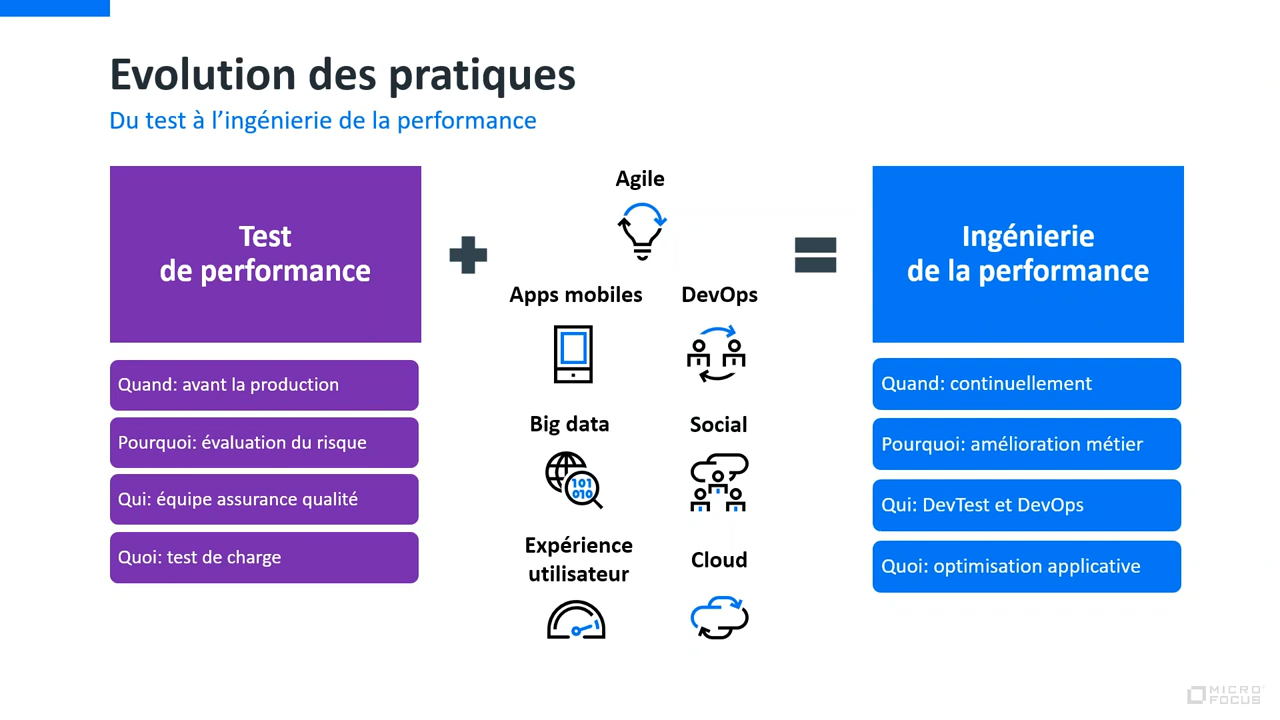 Evolution des pratiques
Du test à l’ingénierie de la performance
Test
de performance
Quand: avant la production
Pourquoi: évaluation du risque
Qui: équipe assurance qualité
Quoi: test de charge
Agile
Apps mobiles
DevOps
Big data
101
010
Social
Expérience
utilisateur
Cloud
Ingénierie
de la performance
Quand: continuellement
Pourquoi: amélioration métier
Qui: DevTest et DevOps
Quoi: optimisation applicative
MICRO
FOCUS